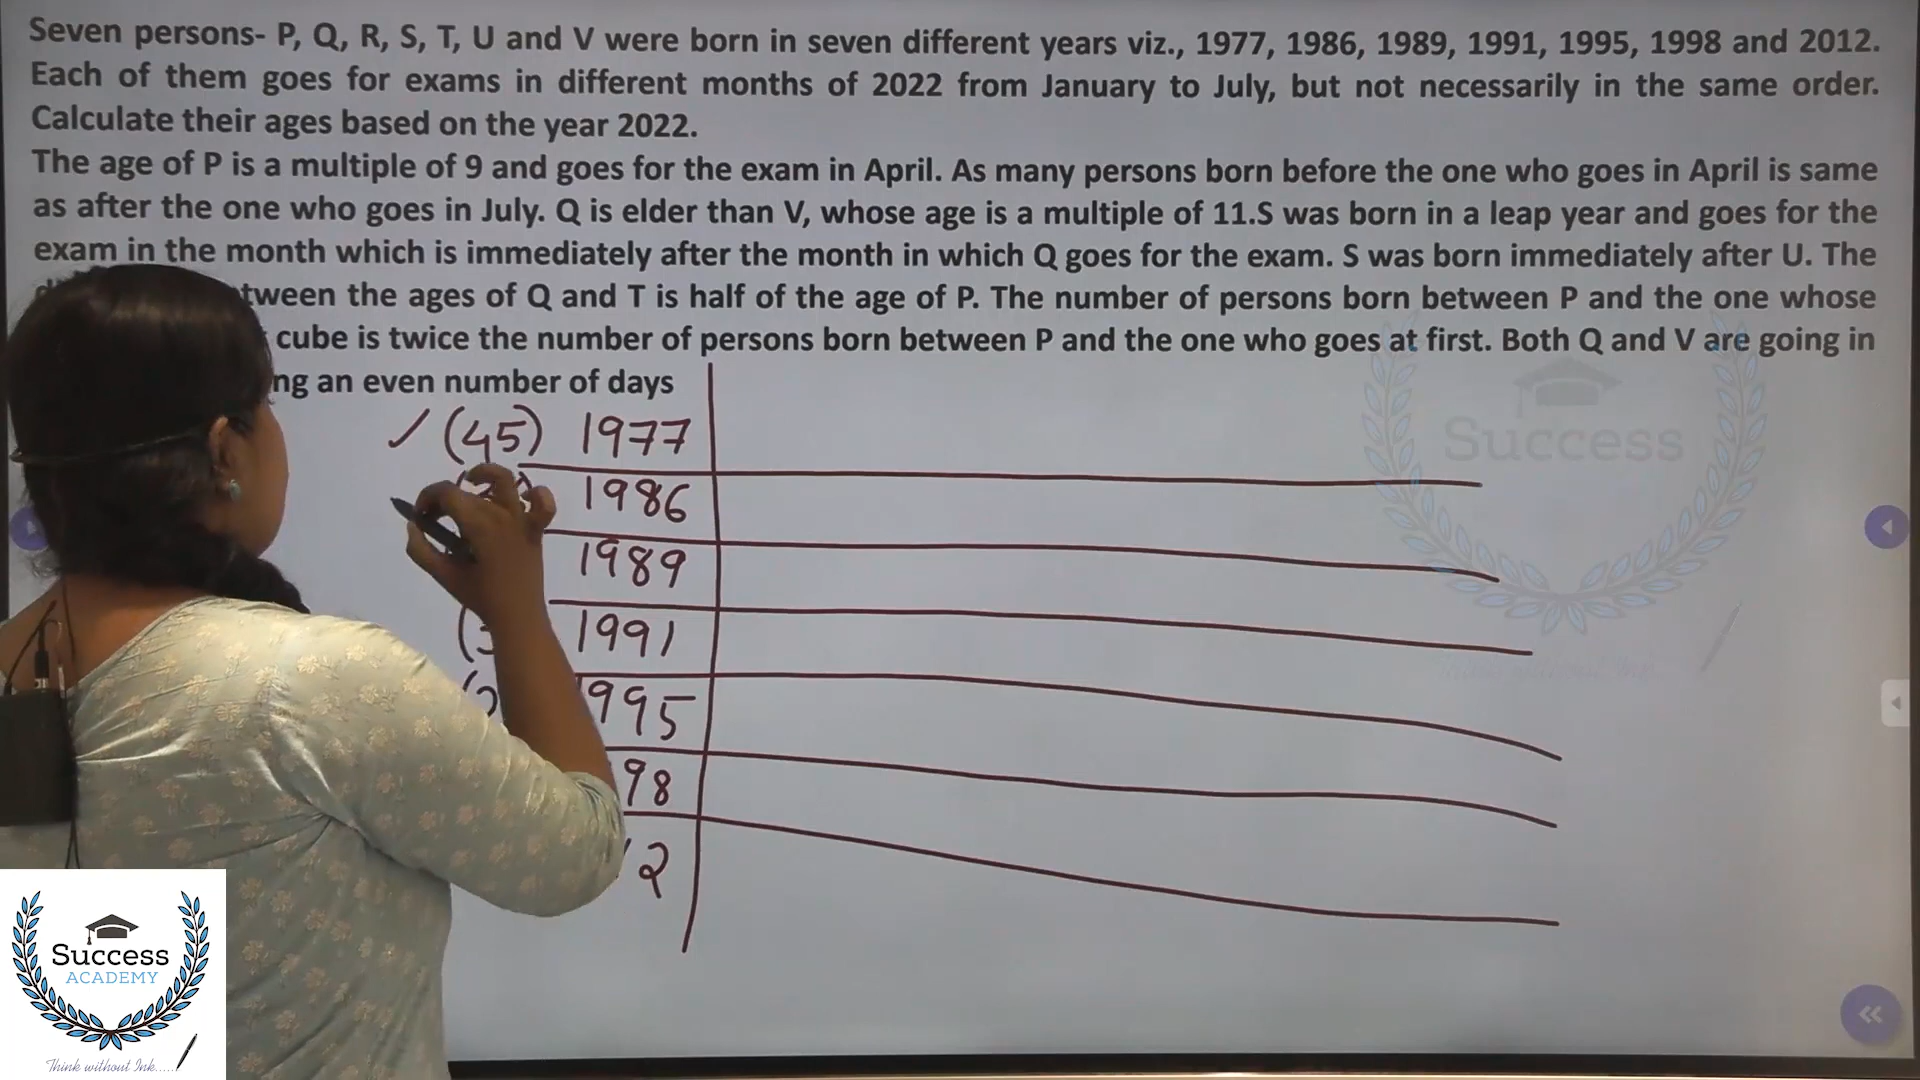 Seven persons- P, Q, R, S, T, U and V were born in seven different years viz., 1977, 1986, 1989, 1991, 1995, 1998 and 2012.
Each of them goes for exams in different months of 2022 from January to July, but not necessarily in the same order.
Calculate their ages based on the year 2022.
The age of P is a multiple of 9 and goes for the exam in April. As many persons born before the one who goes in April is same
as after the one who goes in July. Q is elder than V, whose age is a multiple of 11.S was born in a leap year and goes for the
exam in the month which is immediately after the month in which Q goes for the exam. S was born immediately after U. The
tween the ages of Q and T is half of the age of P. The number of persons born between P and the one whose
cube is twice the number of persons born between P and the one who goes at first. Both Q and V are going in
ng an even number of days
✓ (45) 1977
1986
1989
1991
995
98
2
Success
Success
ACADEMY
Think without Ink.....